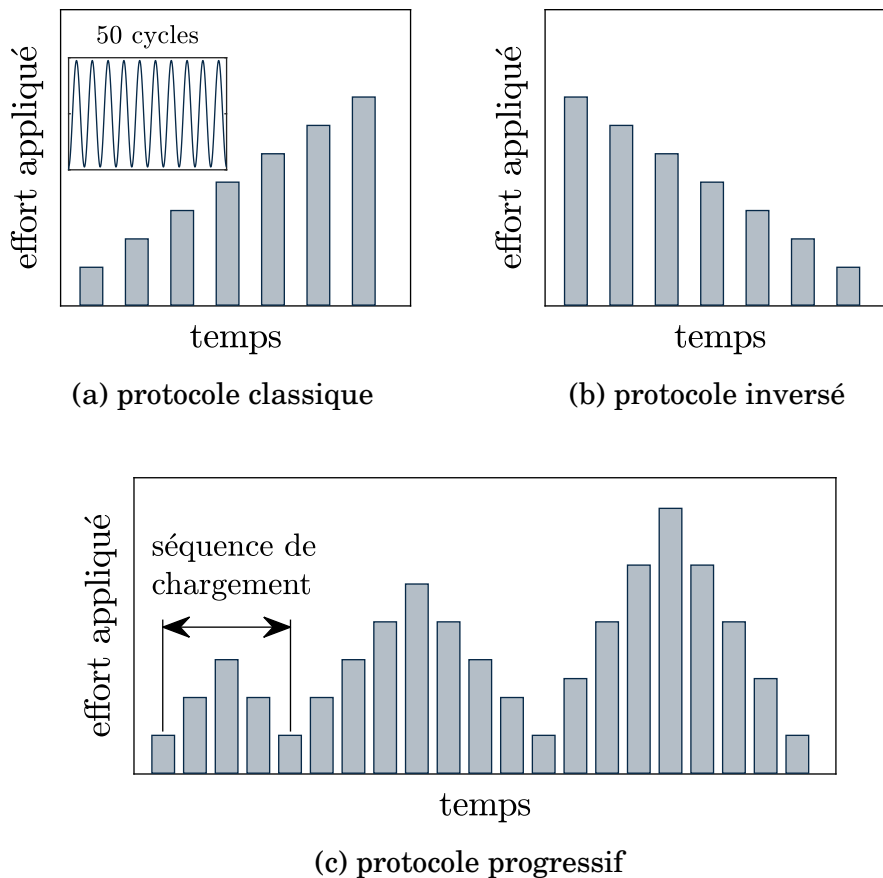 50 cycles
effort appliqué
temps
(a) protocole classique
effort appliqué
temps
(b) protocole inversé
séquence de
chargement
effort appliqué
temps
(c) protocole progressif